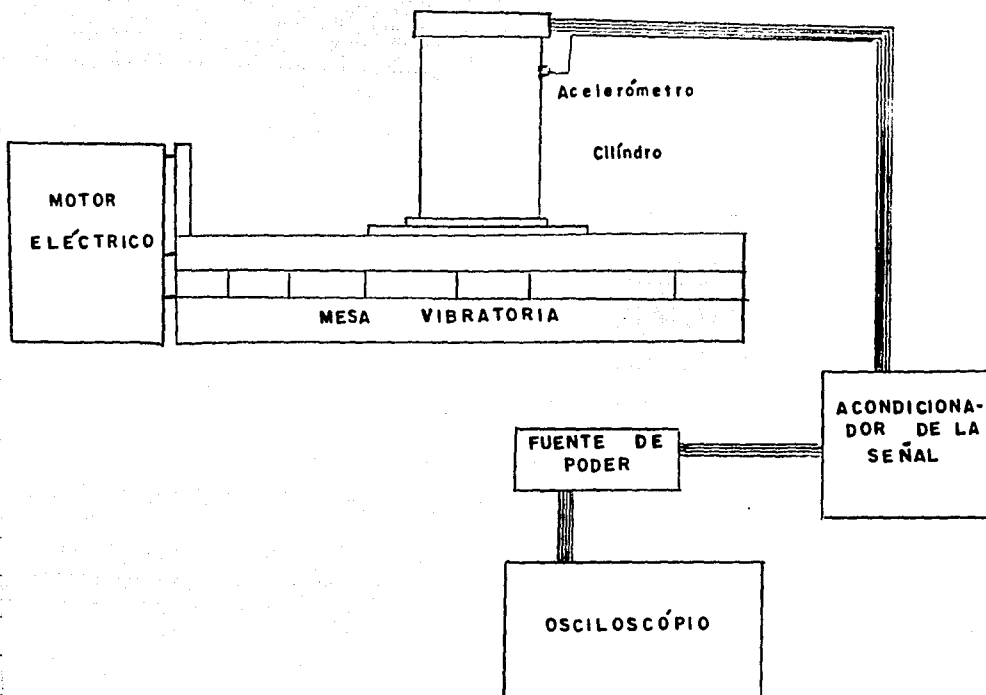 Acelerómetro
Cilíndro
MOTOR
ELÉCTRICO
MESA VIBRATORIA
ACONDICIONA-
DOR DE LA
SEÑAL
FUENTE DE
PODER
OSCILOSCÓPIO